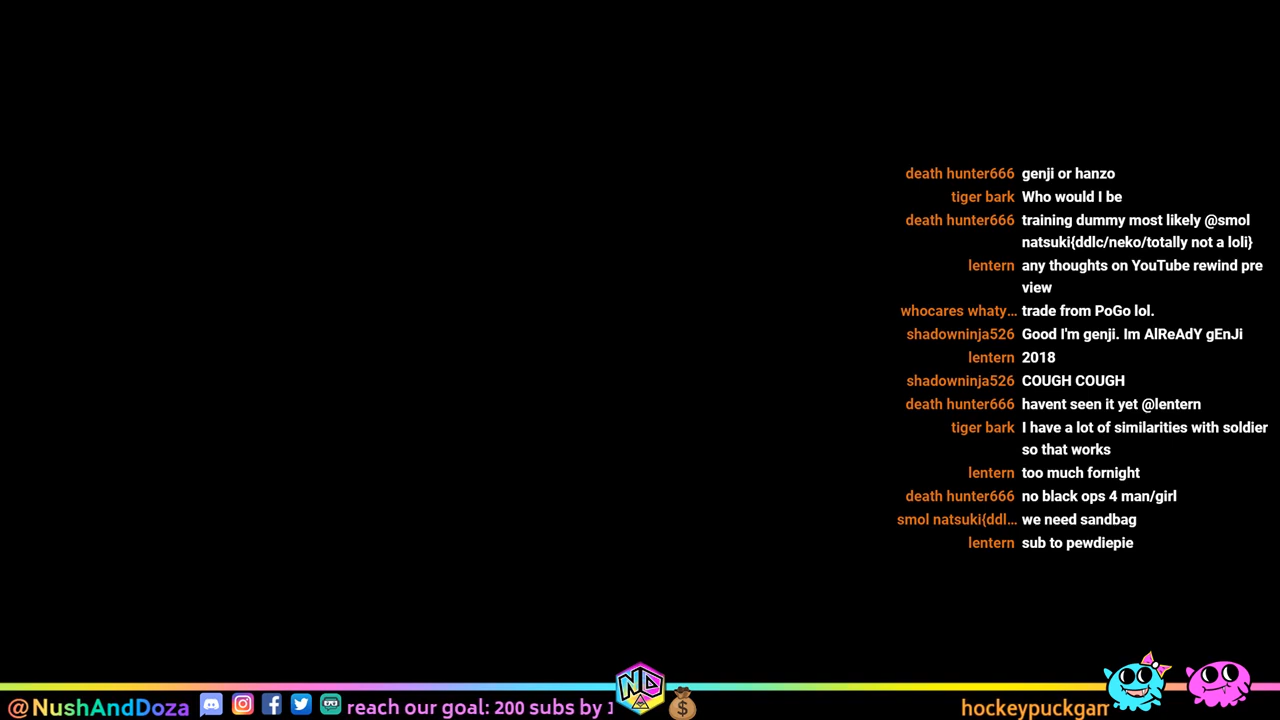 death hunter666 genji or hanzo
tiger bark Who would I be
death hunter666 training dummy most likely @smol
natsuki{ddlc/neko/totally not a loli}
lentern any thoughts on YouTube rewind pre
view
whocares whaty… trade from PoGo lol.
shadowninja526 Good I'm genji. Im AlReAdY gEnJi
lentern 2018
shadowninja526 COUGH COUGH
death hunter666 havent seen it yet @lentern
tiger bark I have a lot of similarities with soldier
so that works
lentern too much fornight
death hunter666 no black ops 4 man/girl
smol natsuki{ddl… we need sandbag
lentern sub to pewdiepie
@NushAndDoza reach our goal: 200 subs by 1 ND hockeypuckgam